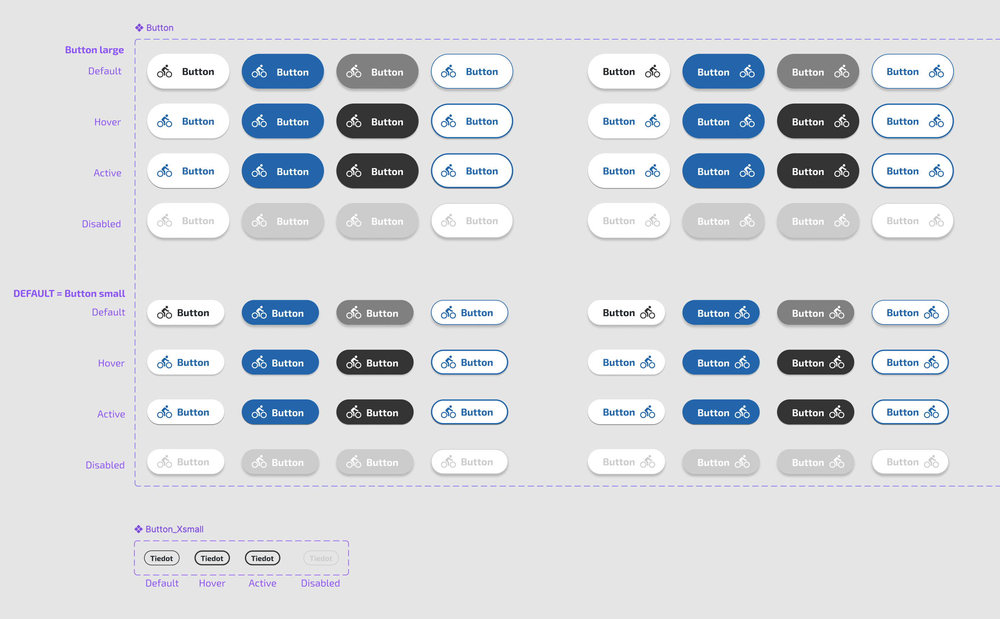 Button
Button large
Default
Button Button Button Button Button Button Button Button
Hover
Button Button Button Button Button Button Button Button
Active
Button Button Button Button Button Button Button Button
Disabled
Button Button Button Button Button Button Button Button
DEFAULT = Button small
Default
Button Button Button Button Button Button Button Button
Hover
Button Button Button Button Button Button Button Button
Active
Button Button Button Button Button Button Button Button
Disabled
Button Button Button Button Button Button Button Button
Button_Xsmall
Tiedot Tiedot Tiedot Tiedot
Default Hover Active Disabled